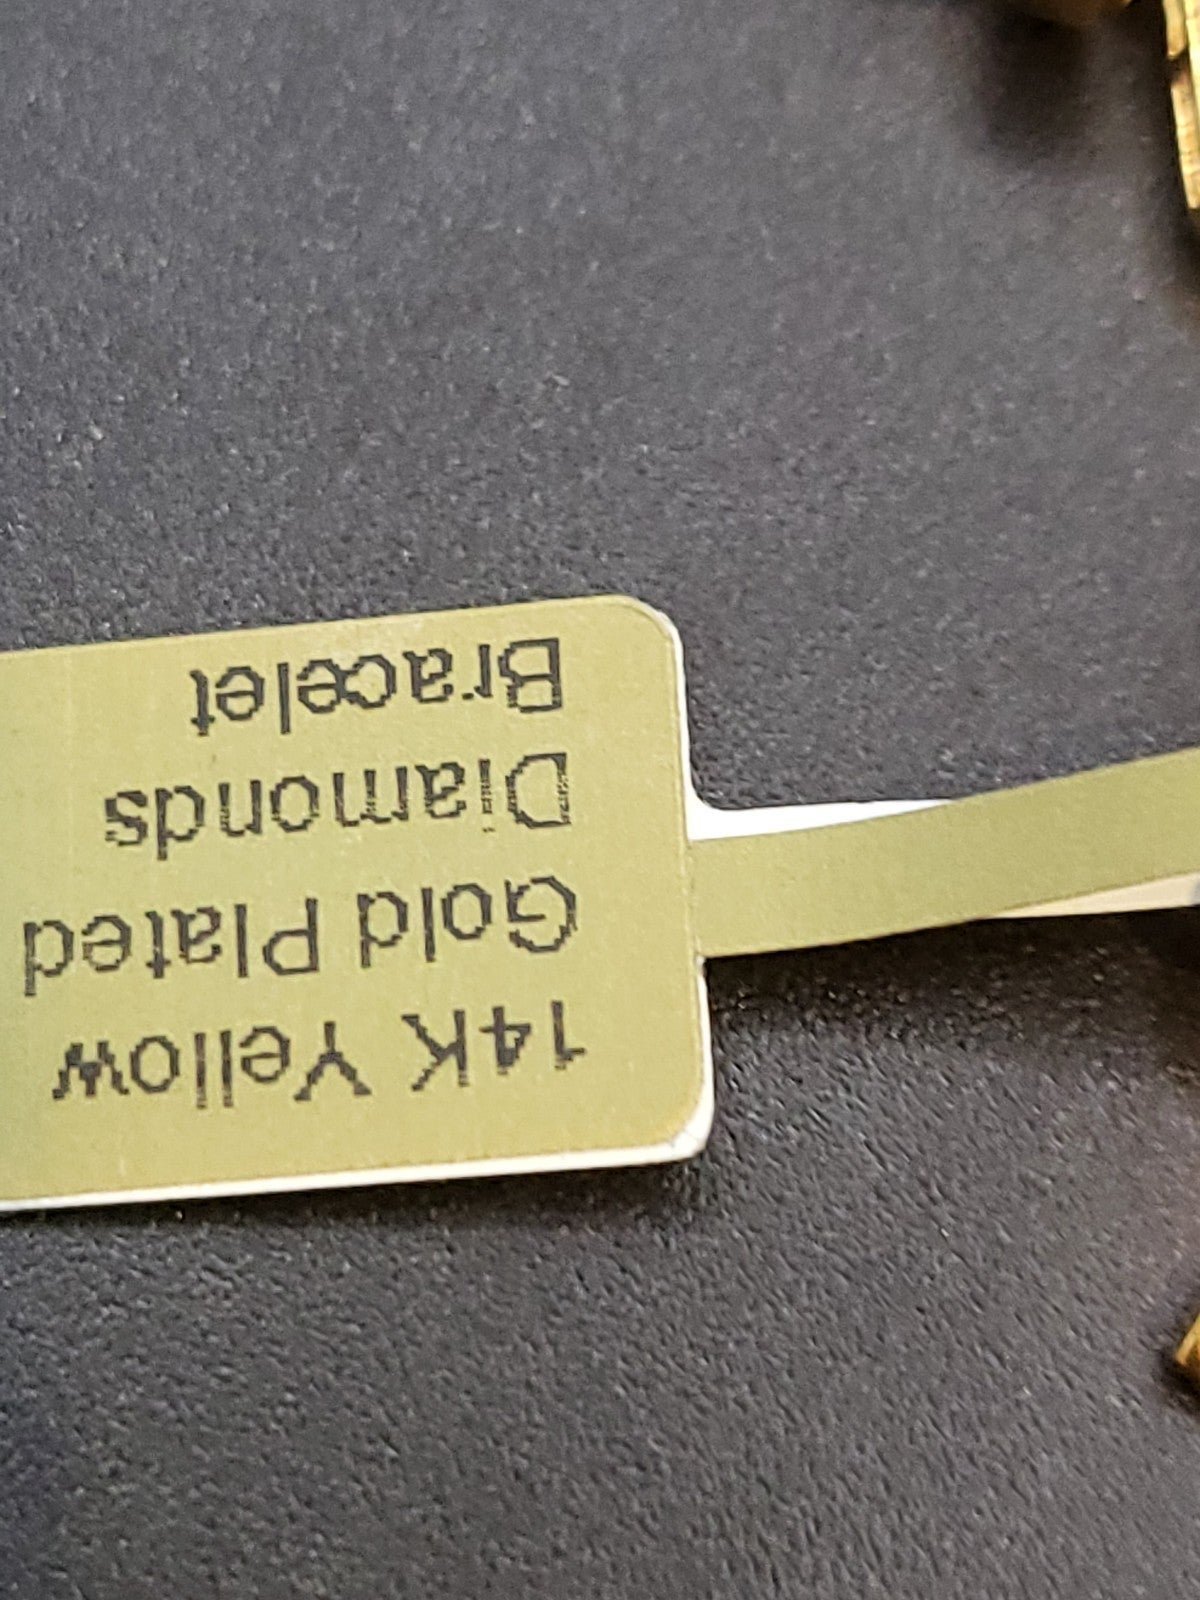 14K Yellow
Gold Plated
Diamonds
Bracelet